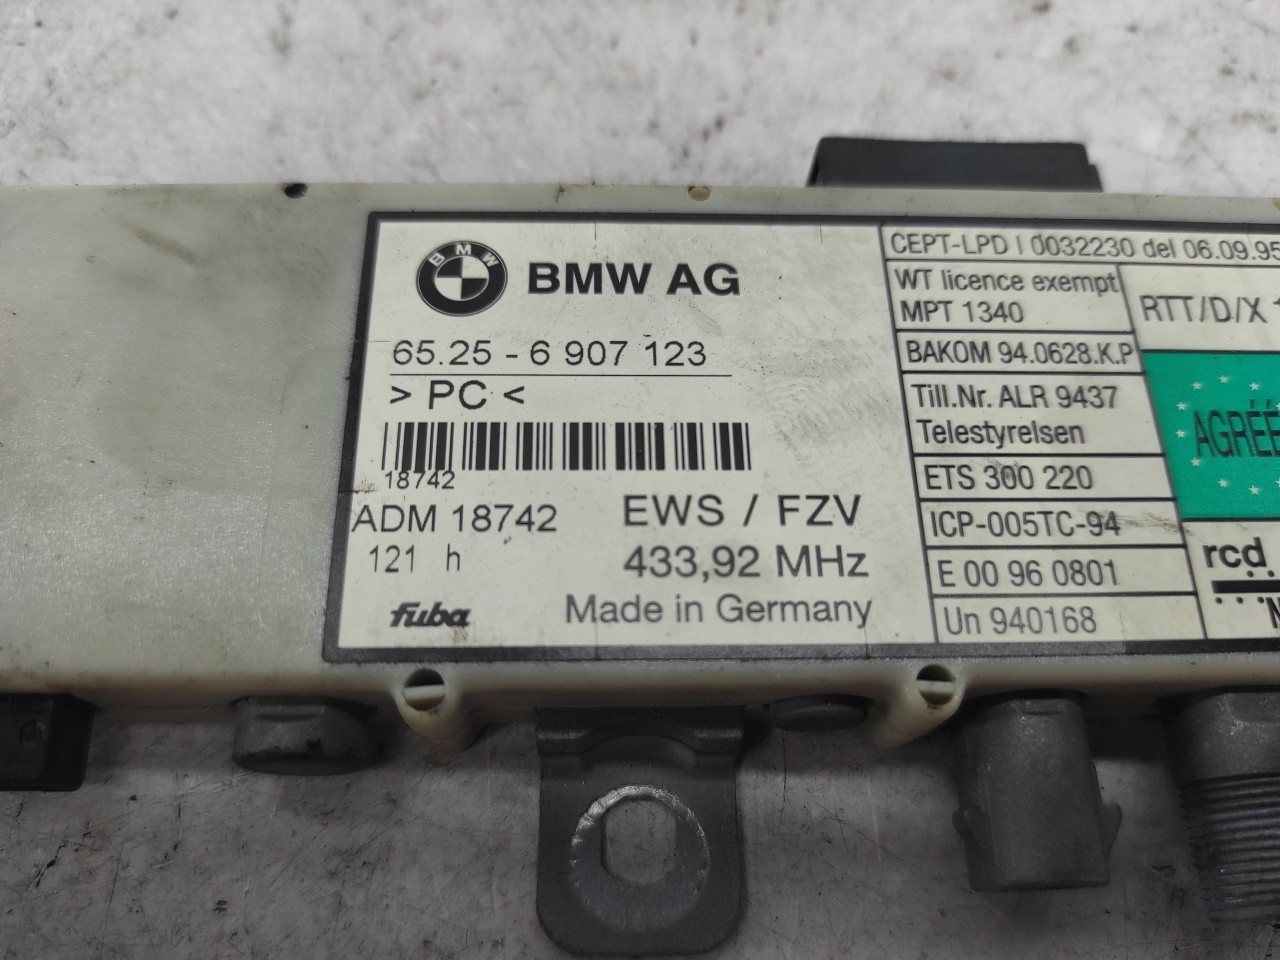 BMW
BMW AG
65.25 - 6 907 123
> PC <
18742
ADM 18742
EWS / FZV
121 h
433,92 MHz
fuba
Made in Germany
CEPT-LPD I 0032230 del 06.09.95
WT licence exempt
MPT 1340
RTT/D/X
BAKOM 94.0628.K.P
Till.Nr. ALR 9437
Telestyrelsen
AGRÉÉ
ETS 300 220
ICP-005TC-94
rcd
E 00 96 0801
Un 940168